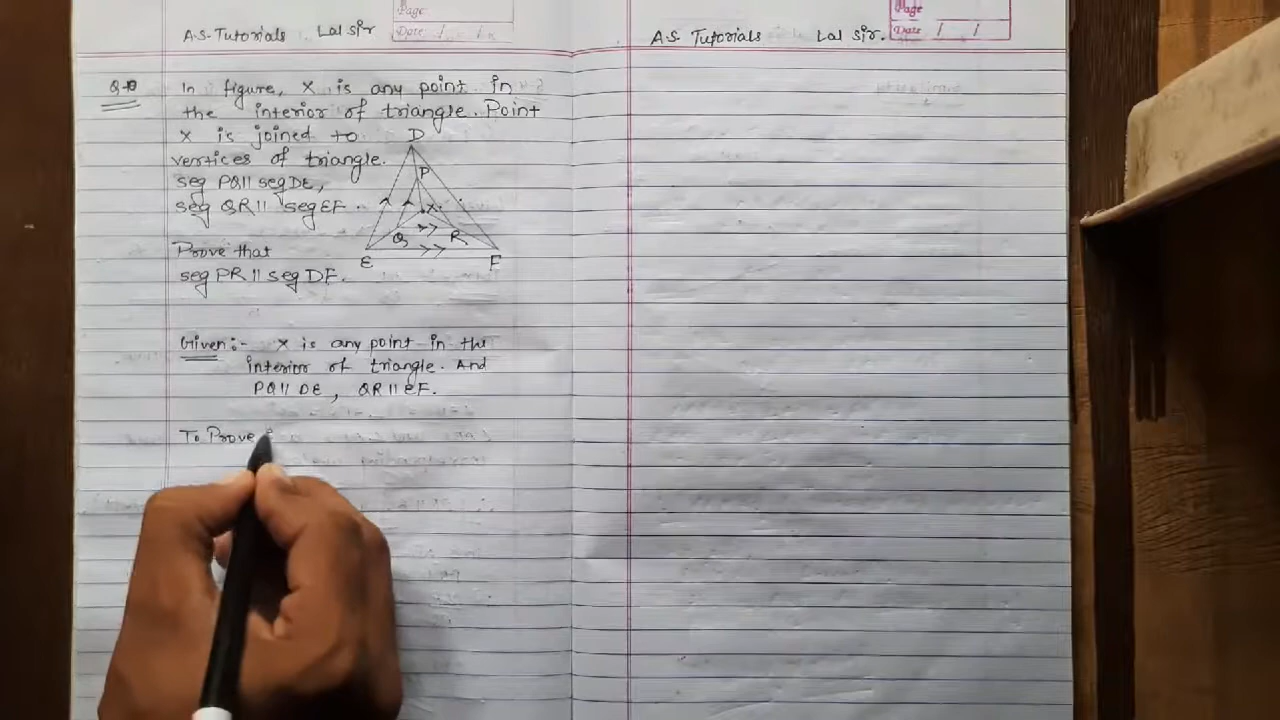 Page
Date / /
A.S. Tutorials Lal Sir
Q 10 In figure, X is any point in
the interior of triangle. Point
X is joined to
vertices of triangle.
seg PQ || seg DE,
seg QR || seg EF.
Prove that
seg PR || seg DF.
D
P
X
Q R
E F
Given :- X is any point in the
interior of triangle. And
PQ || DE, QR || EF.
To Prove
Page
Date / /
A.S. Tutorials Lal Sir.